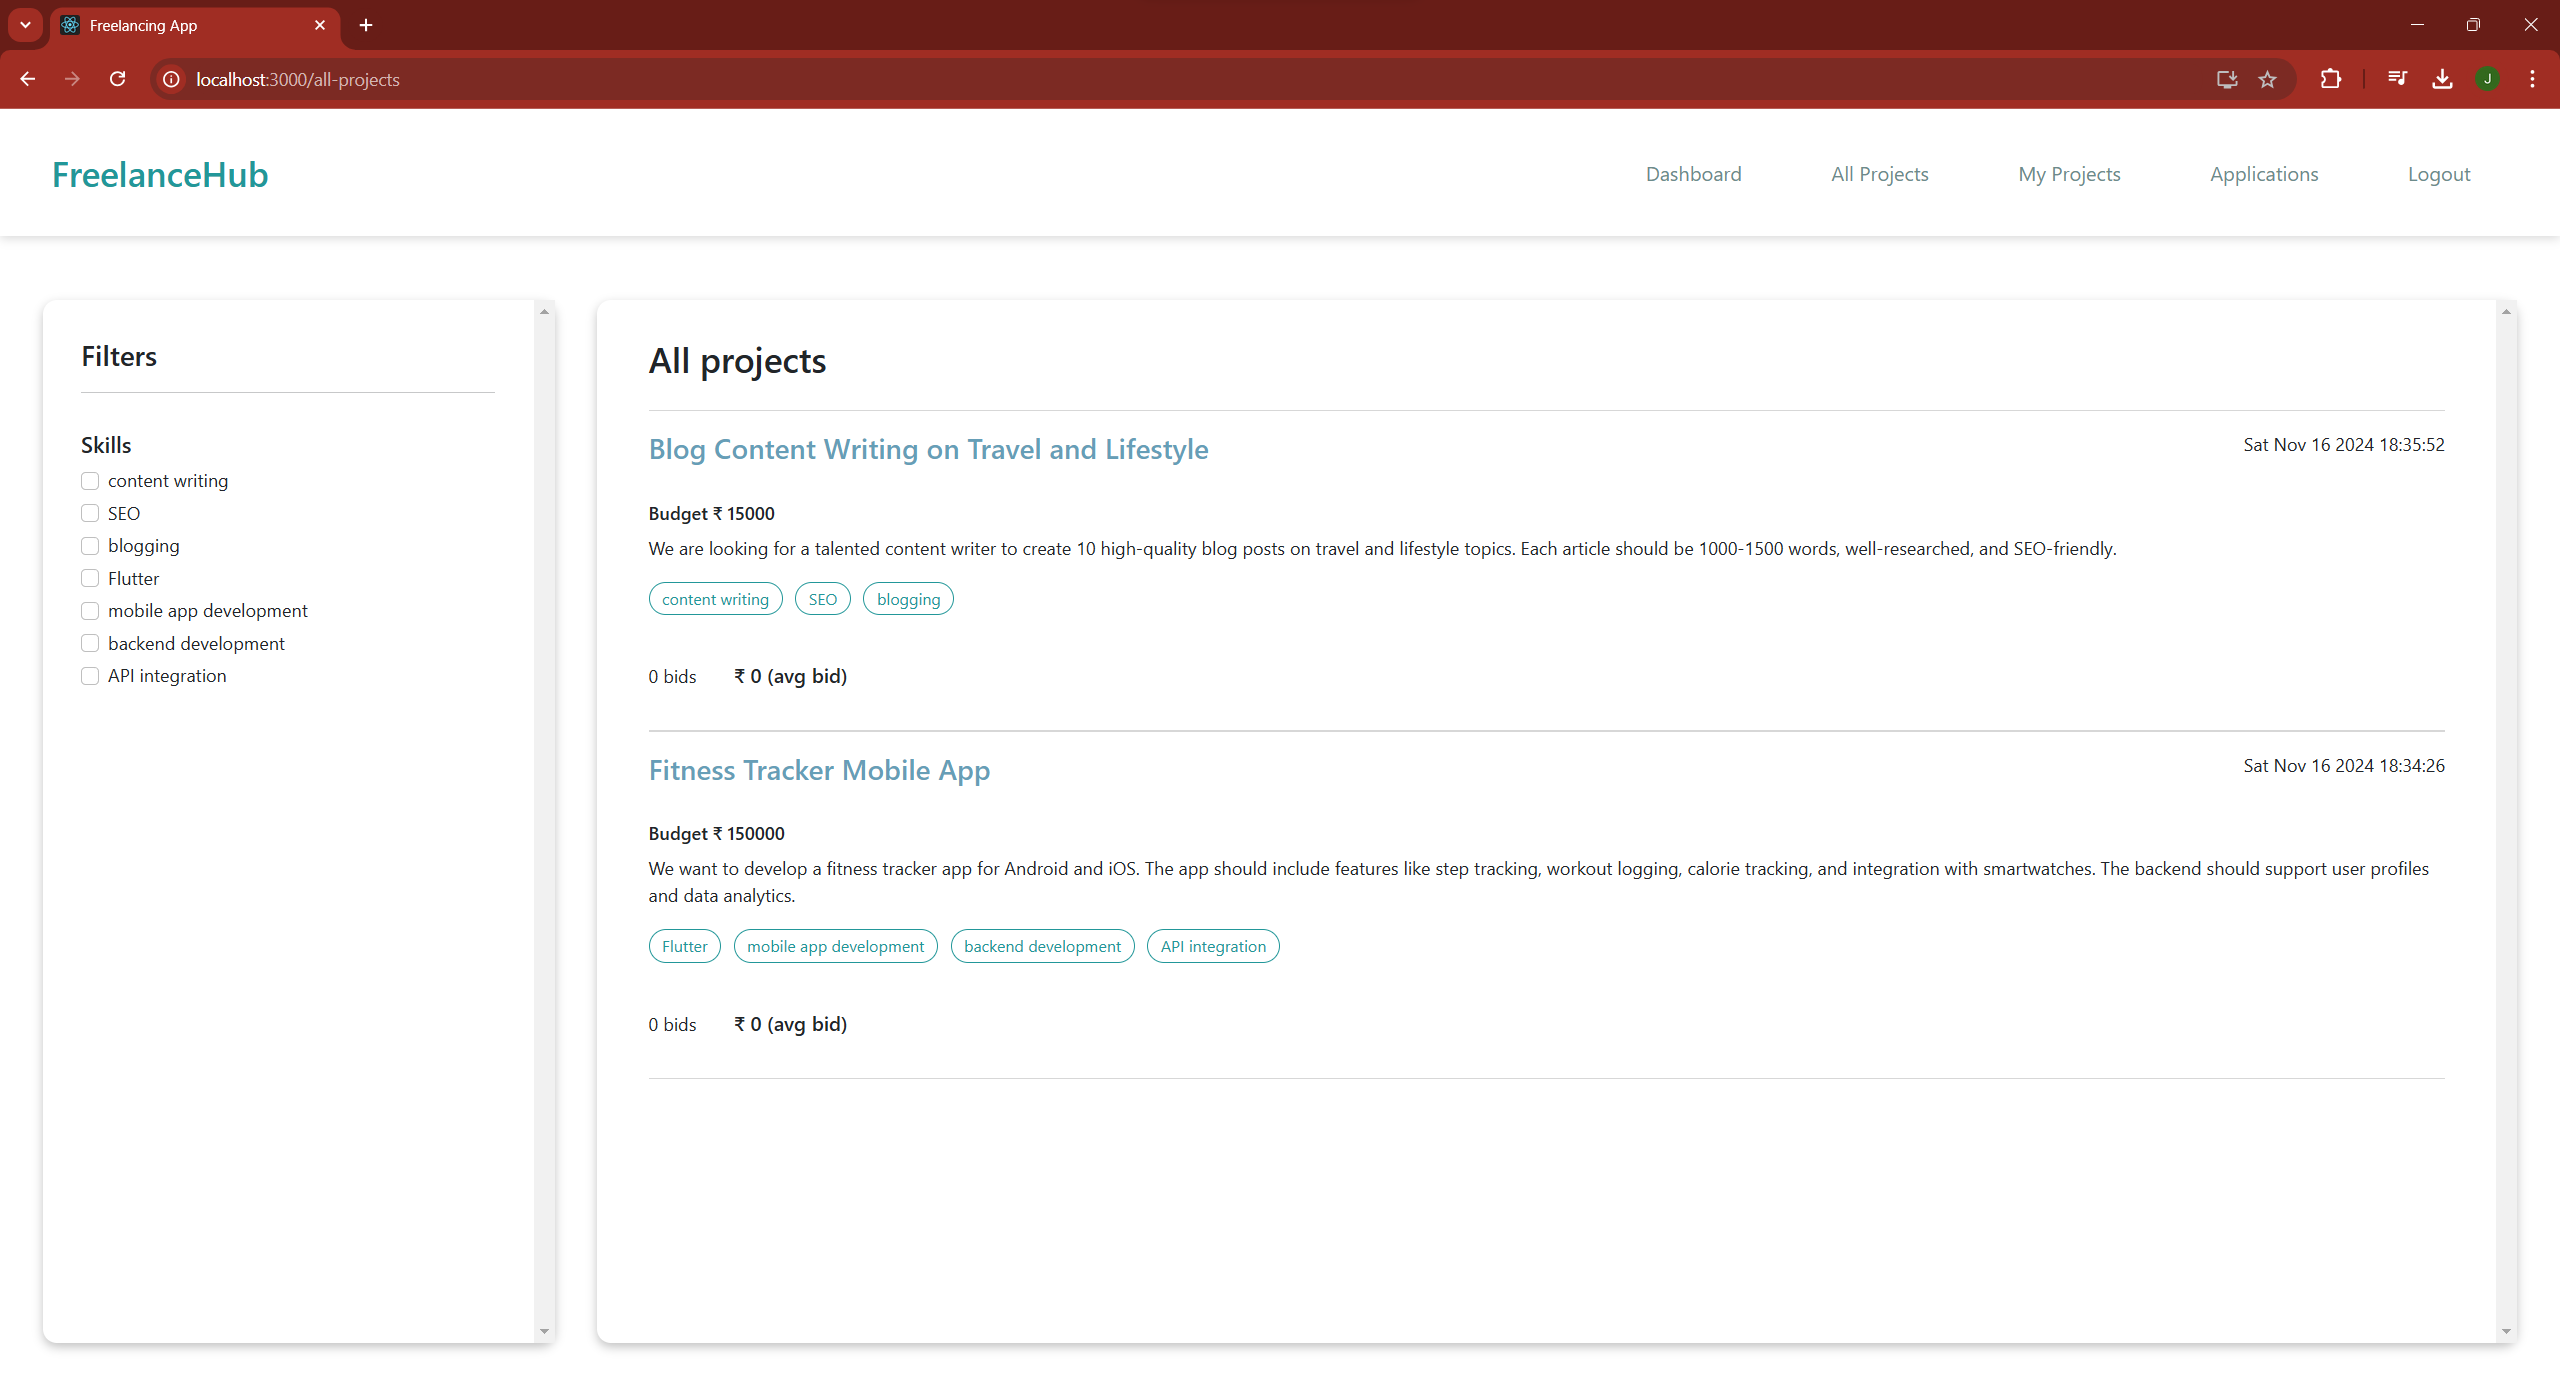 Freelancing App
localhost:3000/all-projects
J
FreelanceHub
Dashboard
All Projects
My Projects
Applications
Logout
Filters
Skills
content writing
SEO
blogging
Flutter
mobile app development
backend development
API integration
All projects
Blog Content Writing on Travel and Lifestyle
Sat Nov 16 2024 18:35:52
Budget ₹ 15000
We are looking for a talented content writer to create 10 high-quality blog posts on travel and lifestyle topics. Each article should be 1000-1500 words, well-researched, and SEO-friendly.
content writing SEO blogging
0 bids ₹ 0 (avg bid)
Fitness Tracker Mobile App
Sat Nov 16 2024 18:34:26
Budget ₹ 150000
We want to develop a fitness tracker app for Android and iOS. The app should include features like step tracking, workout logging, calorie tracking, and integration with smartwatches. The backend should support user profiles
and data analytics.
Flutter mobile app development backend development API integration
0 bids ₹ 0 (avg bid)